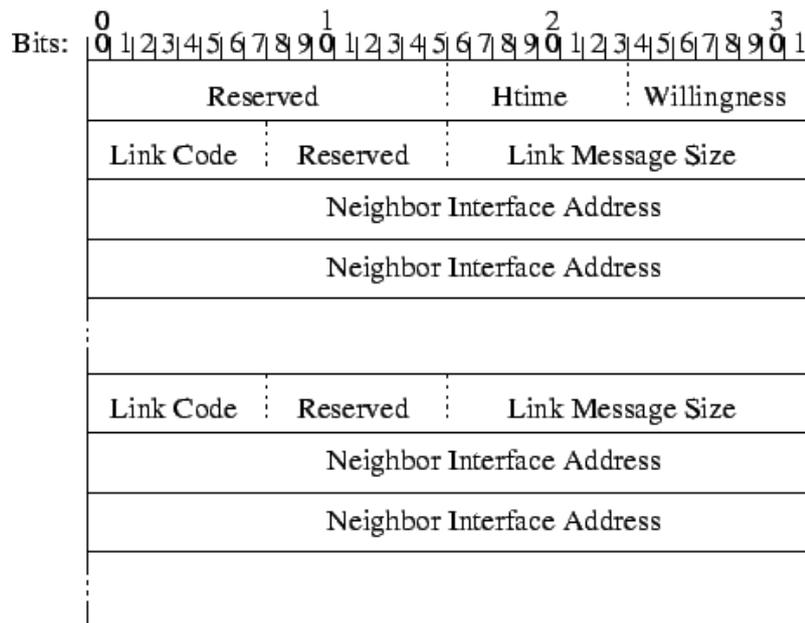 0 1 2 3
Bits: 0 1 2 3 4 5 6 7 8 9 0 1 2 3 4 5 6 7 8 9 0 1 2 3 4 5 6 7 8 9 0 1
Reserved Htime Willingness
Link Code Reserved Link Message Size
Neighbor Interface Address
Neighbor Interface Address
Link Code Reserved Link Message Size
Neighbor Interface Address
Neighbor Interface Address